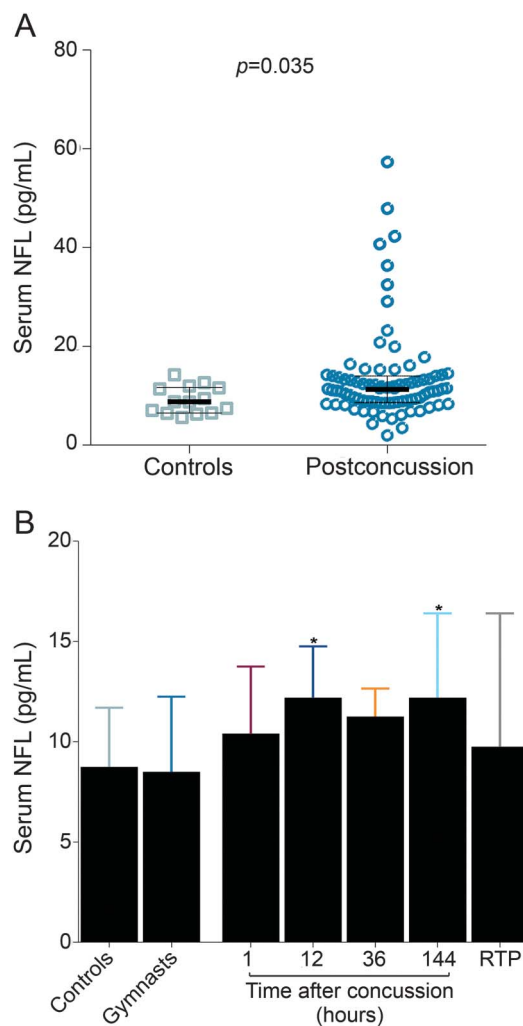 A
80
p=0.035
60
40
20
0
Serum NFL (pg/mL)
Controls Postconcussion
B
20
15
10
5
0
Serum NFL (pg/mL)
* *
Controls Gymnasts 1 12 36 144 RTP
Time after concussion
(hours)